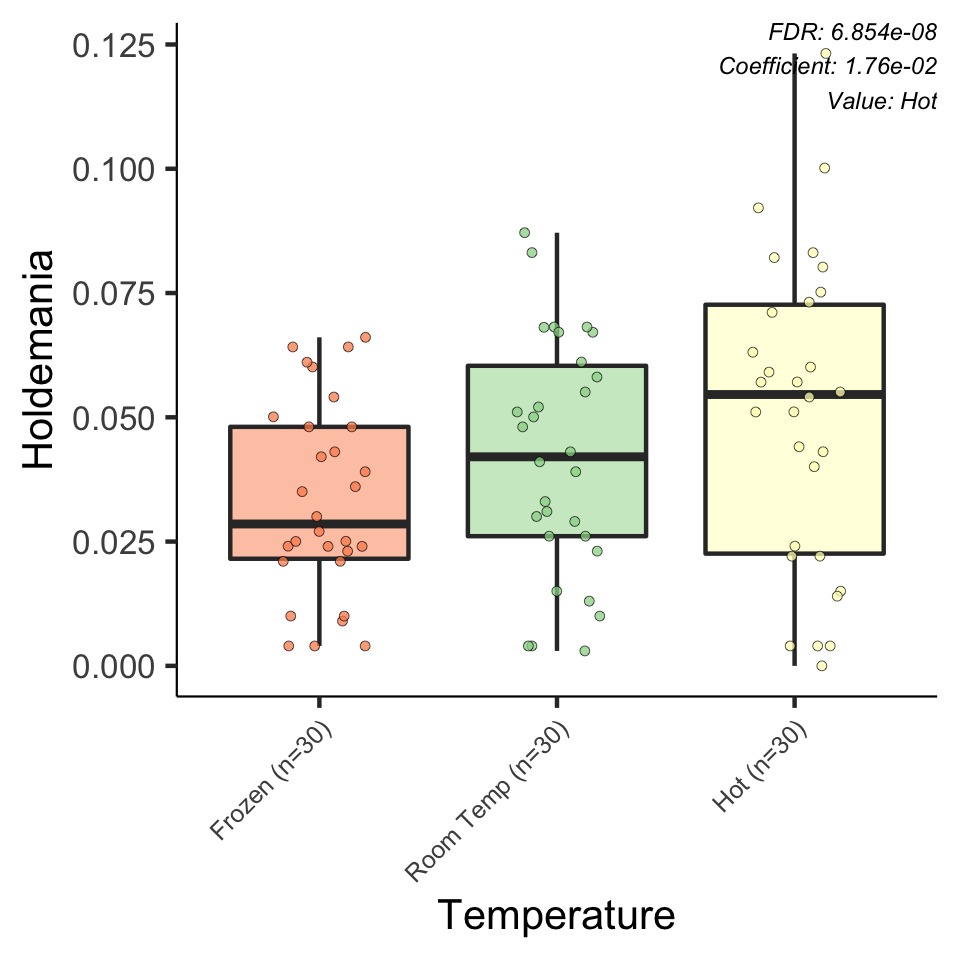 FDR: 6.854e-08
Coefficient: 1.76e-02
Value: Hot
0.125
0.100
0.075
0.050
0.025
0.000
Holdemania
Frozen (n=30)
Room Temp (n=30)
Hot (n=30)
Temperature